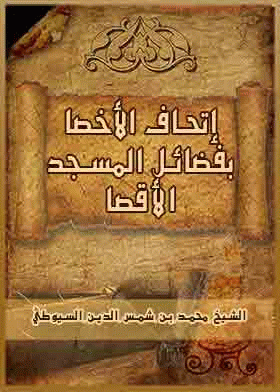 إتحاف الأخصا
بفضائل المسجد
الأقصا
الشيخ محمد بن شمس الدين السيوطي